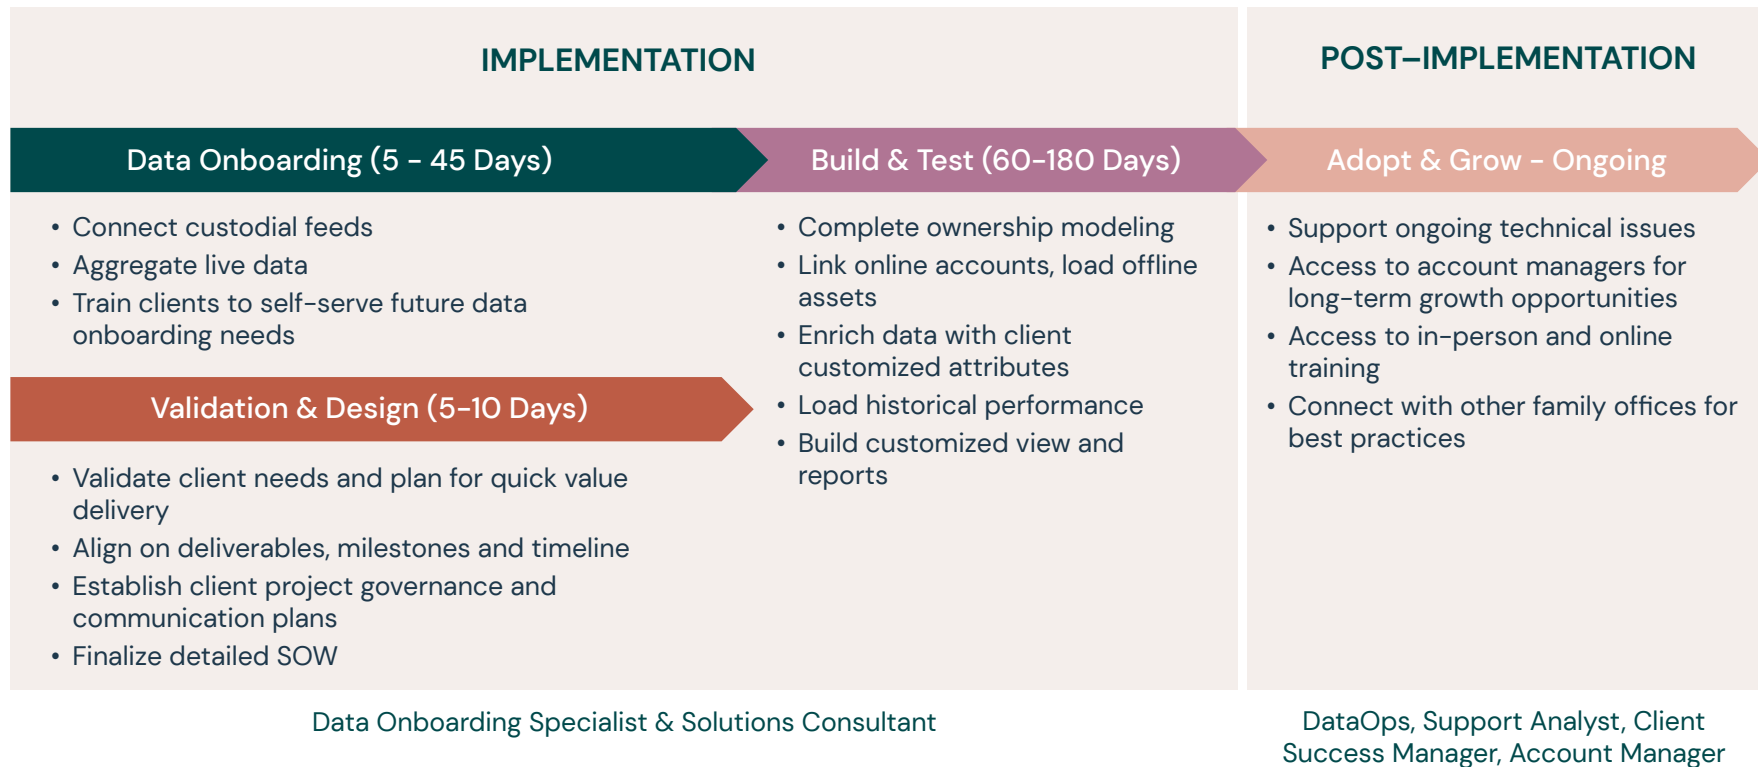 IMPLEMENTATION
Data Onboarding (5 - 45 Days)
• Connect custodial feeds
• Aggregate live data
• Train clients to self-serve future data
onboarding needs
Validation & Design (5-10 Days)
• Validate client needs and plan for quick value
delivery
• Align on deliverables, milestones and timeline
• Establish client project governance and
communication plans
• Finalize detailed SOW
Build & Test (60-180 Days)
• Complete ownership modeling
• Link online accounts, load offline
assets
• Enrich data with client
customized attributes
• Load historical performance
• Build customized view and
reports
Data Onboarding Specialist & Solutions Consultant
POST–IMPLEMENTATION
Adopt & Grow - Ongoing
• Support ongoing technical issues
• Access to account managers for
long-term growth opportunities
• Access to in-person and online
training
• Connect with other family offices for
best practices
DataOps, Support Analyst, Client
Success Manager, Account Manager